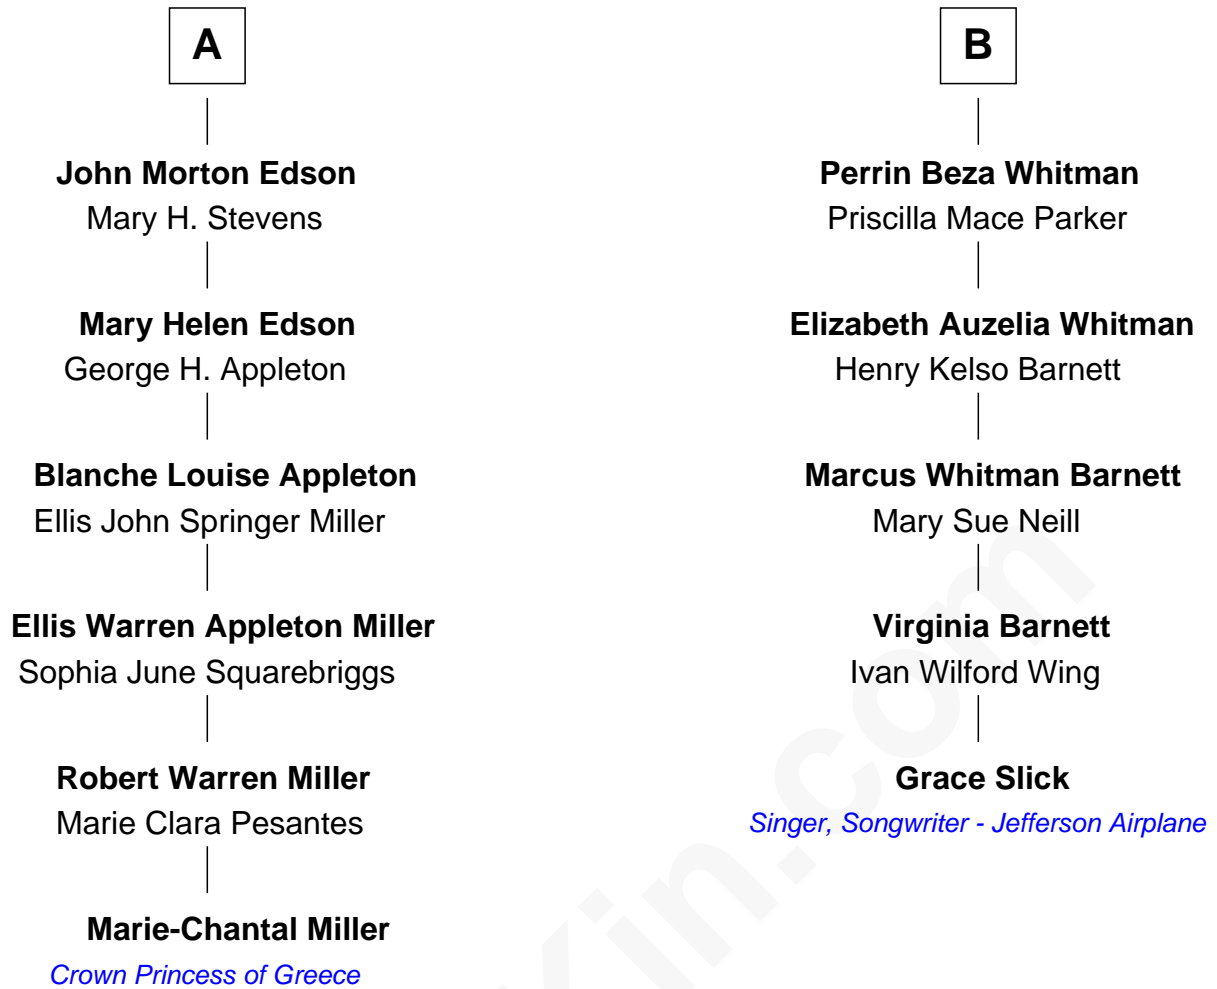 A
John Morton Edson
Mary H. Stevens
Mary Helen Edson
George H. Appleton
Blanche Louise Appleton
Ellis John Springer Miller
Ellis Warren Appleton Miller
Sophia June Squarebriggs
Robert Warren Miller
Marie Clara Pesantes
Marie-Chantal Miller
Crown Princess of Greece
B
Perrin Beza Whitman
Priscilla Mace Parker
Elizabeth Auzelia Whitman
Henry Kelso Barnett
Marcus Whitman Barnett
Mary Sue Neill
Virginia Barnett
Ivan Wilford Wing
Grace Slick
Singer, Songwriter - Jefferson Airplane
Kin.com